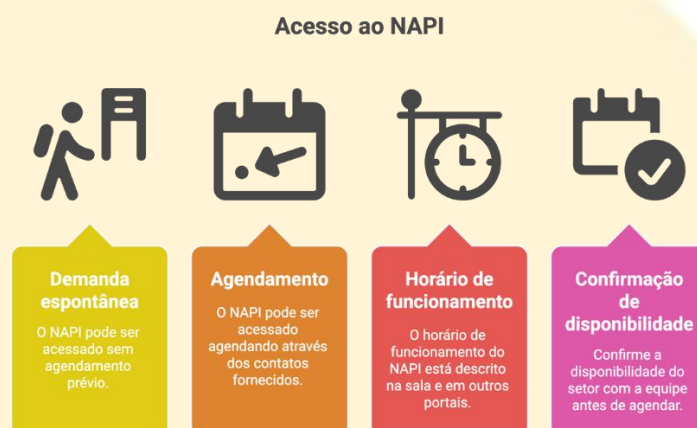 Acesso ao NAPI
Demanda
espontânea
O NAPI pode ser
acessado sem
agendamento
prévio.
Agendamento
O NAPI pode ser
acessado
agendando através
dos contatos
fornecidos.
Horário de
funcionamento
O horário de
funcionamento do
NAPI está descrito
na sala e em outros
portais.
Confirmação
de
disponibilidade
Confirme a
disponibilidade do
setor com a equipe
antes de agendar.